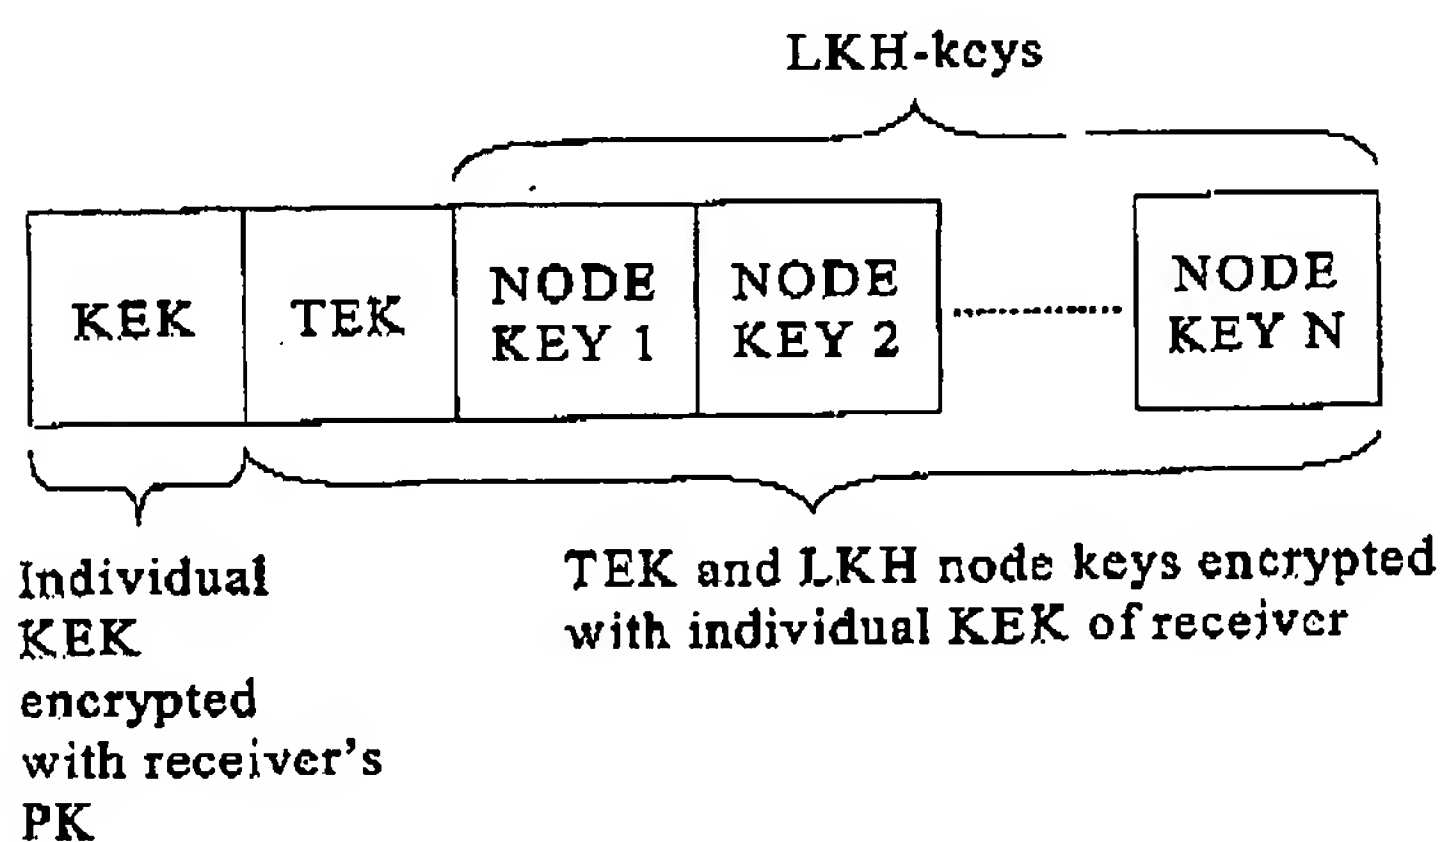 LKH-keys
KEK
TEK
NODE
KEY 1
NODE
KEY 2
NODE
KEY N
Individual
KEK
encrypted
with receiver's
PK
TEK and LKH node keys encrypted
with individual KEK of receiver